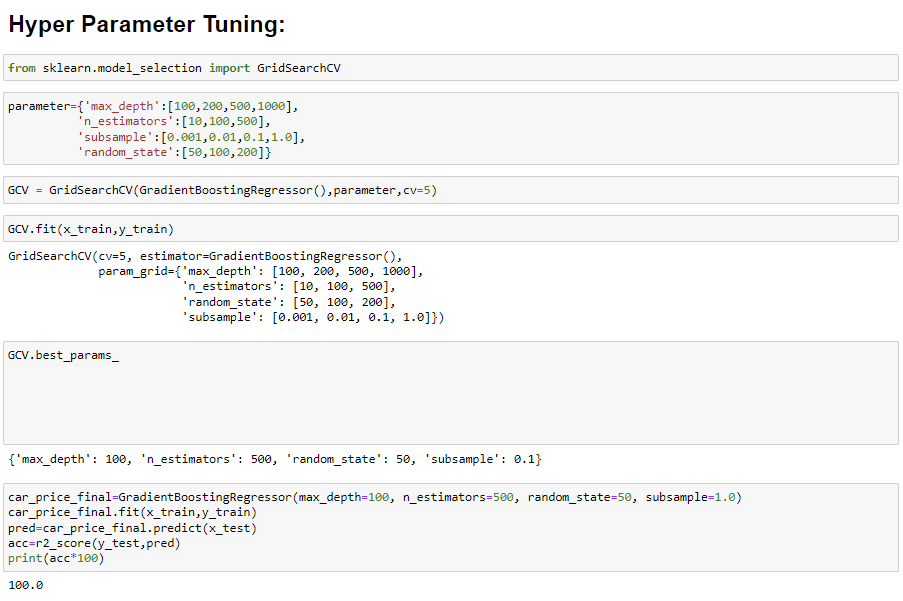 Hyper Parameter Tuning:
from sklearn.model_selection import GridSearchCV
parameter={'max_depth':[100,200,500,1000],
'n_estimators':[10,100,500],
'subsample':[0.001,0.01,0.1,1.0],
'random_state':[50,100,200]}
GCV = GridSearchCV(GradientBoostingRegressor(),parameter,cv=5)
GCV.fit(x_train,y_train)
GridSearchCV(cv=5, estimator=GradientBoostingRegressor(),
param_grid={'max_depth': [100, 200, 500, 1000],
'n_estimators': [10, 100, 500],
'random_state': [50, 100, 200],
'subsample': [0.001, 0.01, 0.1, 1.0]})
GCV.best_params_
{'max_depth': 100, 'n_estimators': 500, 'random_state': 50, 'subsample': 0.1}
car_price_final=GradientBoostingRegressor(max_depth=100, n_estimators=500, random_state=50, subsample=1.0)
car_price_final.fit(x_train,y_train)
pred=car_price_final.predict(x_test)
acc=r2_score(y_test,pred)
print(acc*100)
100.0